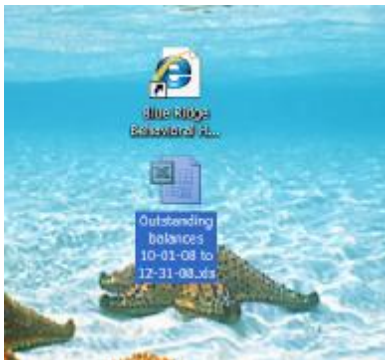 Blue Ridge
Behavioral H...
Outstanding
balances
10-01-08 to
12-31-08.xls